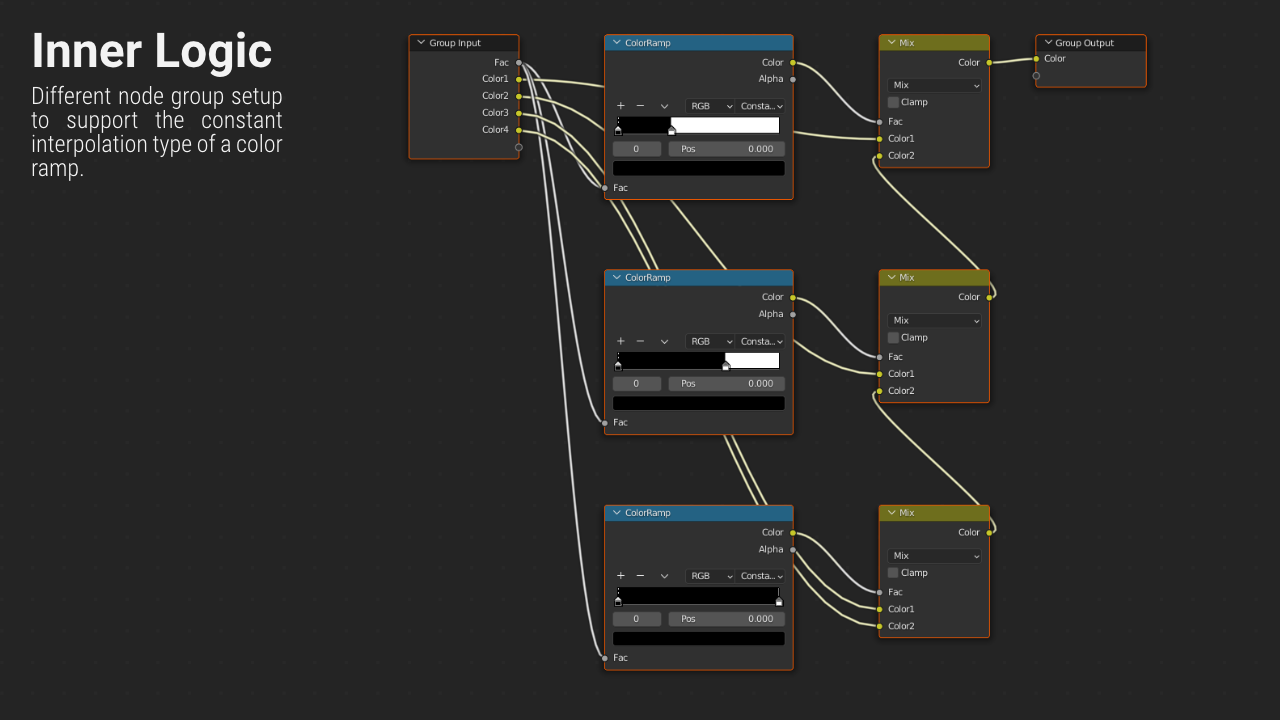 Inner Logic
Different node group setup
to support the constant
interpolation type of a color
ramp.
Group Input
Fac
Color1
Color2
Color3
Color4
ColorRamp
Color
Alpha
+ − RGB Consta...
0 Pos 0.000
Fac
Mix
Color
Mix
Clamp
Fac
Color1
Color2
Group Output
Color
ColorRamp
Color
Alpha
+ − RGB Consta...
0 Pos 0.000
Fac
Mix
Color
Mix
Clamp
Fac
Color1
Color2
ColorRamp
Color
Alpha
+ − RGB Consta...
0 Pos 0.000
Fac
Mix
Color
Mix
Clamp
Fac
Color1
Color2